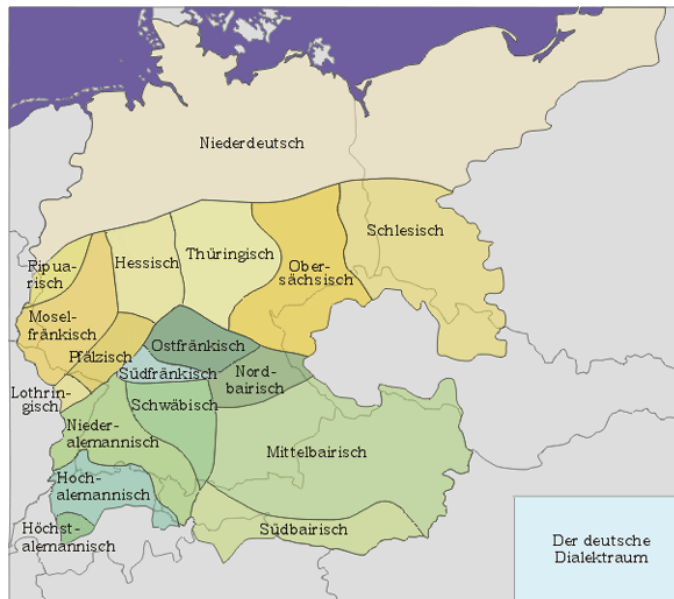 Niederdeutsch
Schlesisch
Ripua-
risch
Hessisch
Thüringisch
Ober-
sächsisch
Mosel-
fränkisch
Pfälzisch
Ostfränkisch
Südfränkisch
Nord-
bairisch
Lothrin-
gisch
Schwäbisch
Nieder-
alemannisch
Mittelbairisch
Hoch-
alemannisch
Höchst-
alemannisch
Südbairisch
Der deutsche
Dialektraum